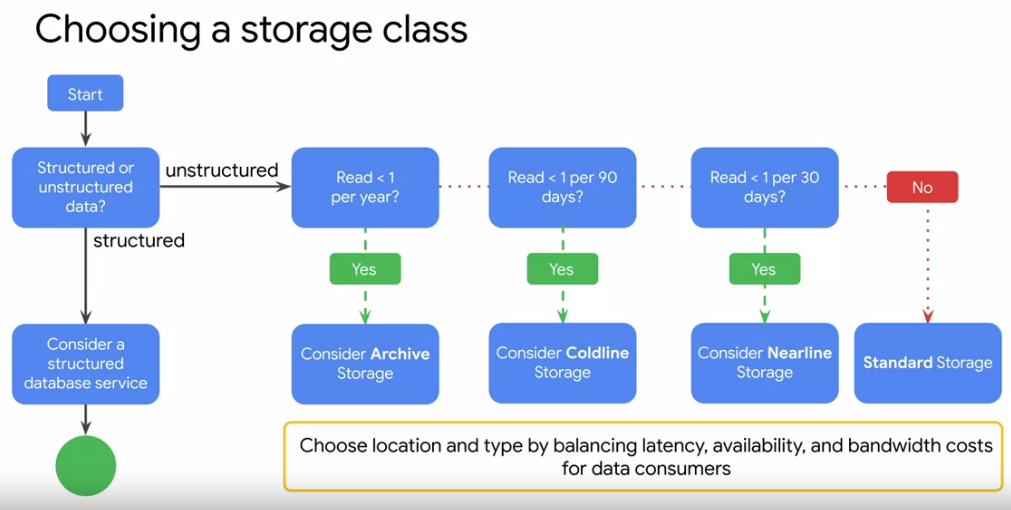 Choosing a storage class
Start
Structured or
unstructured
data?
unstructured
Read < 1
per year?
Read < 1 per 90
days?
Read < 1 per 30
days?
No
structured
Yes
Yes
Yes
Consider a
structured
database service
Consider Archive
Storage
Consider Coldline
Storage
Consider Nearline
Storage
Standard Storage
Choose location and type by balancing latency, availability, and bandwidth costs
for data consumers